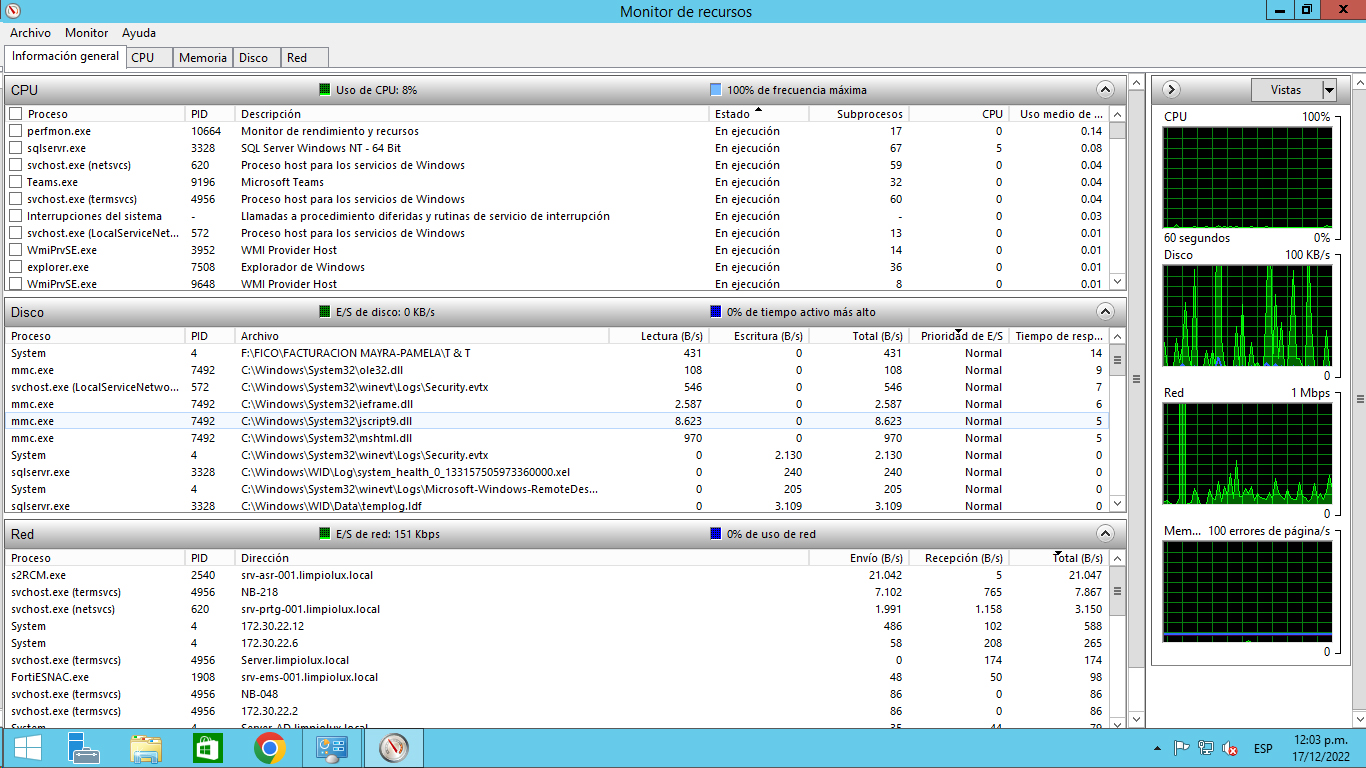 Monitor de recursos
Archivo Monitor Ayuda
Información general CPU Memoria Disco Red
CPU Uso de CPU: 8% 100% de frecuencia máxima
Proceso PID Descripción Estado Subprocesos CPU Uso medio de ...
perfmon.exe 10664 Monitor de rendimiento y recursos En ejecución 17 0 0.14
sqlservr.exe 3328 SQL Server Windows NT - 64 Bit En ejecución 67 5 0.08
svchost.exe (netsvcs) 620 Proceso host para los servicios de Windows En ejecución 59 0 0.04
Teams.exe 9196 Microsoft Teams En ejecución 32 0 0.04
svchost.exe (termsvcs) 4956 Proceso host para los servicios de Windows En ejecución 60 0 0.04
Interrupciones del sistema - Llamadas a procedimiento diferidas y rutinas de servicio de interrupción En ejecución - 0 0.03
svchost.exe (LocalServiceNet... 572 Proceso host para los servicios de Windows En ejecución 13 0 0.01
WmiPrvSE.exe 3952 WMI Provider Host En ejecución 14 0 0.01
explorer.exe 7508 Explorador de Windows En ejecución 36 0 0.01
WmiPrvSE.exe 9648 WMI Provider Host En ejecución 8 0 0.01
Disco E/S de disco: 0 KB/s 0% de tiempo activo más alto
Proceso PID Archivo Lectura (B/s) Escritura (B/s) Total (B/s) Prioridad de E/S Tiempo de resp...
System 4 F:\FICO\FACTURACION MAYRA-PAMELA\T & T 431 0 431 Normal 14
mmc.exe 7492 C:\Windows\System32\ole32.dll 108 0 108 Normal 9
svchost.exe (LocalServiceNetwo... 572 C:\Windows\System32\winevt\Logs\Security.evtx 546 0 546 Normal 7
mmc.exe 7492 C:\Windows\System32\ieframe.dll 2.587 0 2.587 Normal 6
mmc.exe 7492 C:\Windows\System32\jscript9.dll 8.623 0 8.623 Normal 5
mmc.exe 7492 C:\Windows\System32\mshtml.dll 970 0 970 Normal 5
System 4 C:\Windows\System32\winevt\Logs\Security.evtx 0 2.130 2.130 Normal 0
sqlservr.exe 3328 C:\Windows\WID\Log\system_health_0_133157505973360000.xel 0 240 240 Normal 0
System 4 C:\Windows\System32\winevt\Logs\Microsoft-Windows-RemoteDes... 0 205 205 Normal 0
sqlservr.exe 3328 C:\Windows\WID\Data\templog.ldf 0 3.109 3.109 Normal 0
Red E/S de red: 151 Kbps 0% de uso de red
Proceso PID Dirección Envío (B/s) Recepción (B/s) Total (B/s)
s2RCM.exe 2540 srv-asr-001.limpiolux.local 21.042 5 21.047
svchost.exe (termsvcs) 4956 NB-218 7.102 765 7.867
svchost.exe (netsvcs) 620 srv-prtg-001.limpiolux.local 1.991 1.158 3.150
System 4 172.30.22.12 486 102 588
System 4 172.30.22.6 58 208 265
svchost.exe (termsvcs) 4956 Server.limpiolux.local 0 174 174
FortiESNAC.exe 1908 srv-ems-001.limpiolux.local 48 50 98
svchost.exe (termsvcs) 4956 NB-048 86 0 86
svchost.exe (termsvcs) 4956 172.30.22.2 86 0 86
System 4 Server-AD.limpiolux.local 35 44 79
Vistas
CPU 100%
60 segundos 0%
Disco 100 KB/s
0
Red 1 Mbps
0
Mem... 100 errores de página/s
0
ESP 12:03 p.m.
17/12/2022